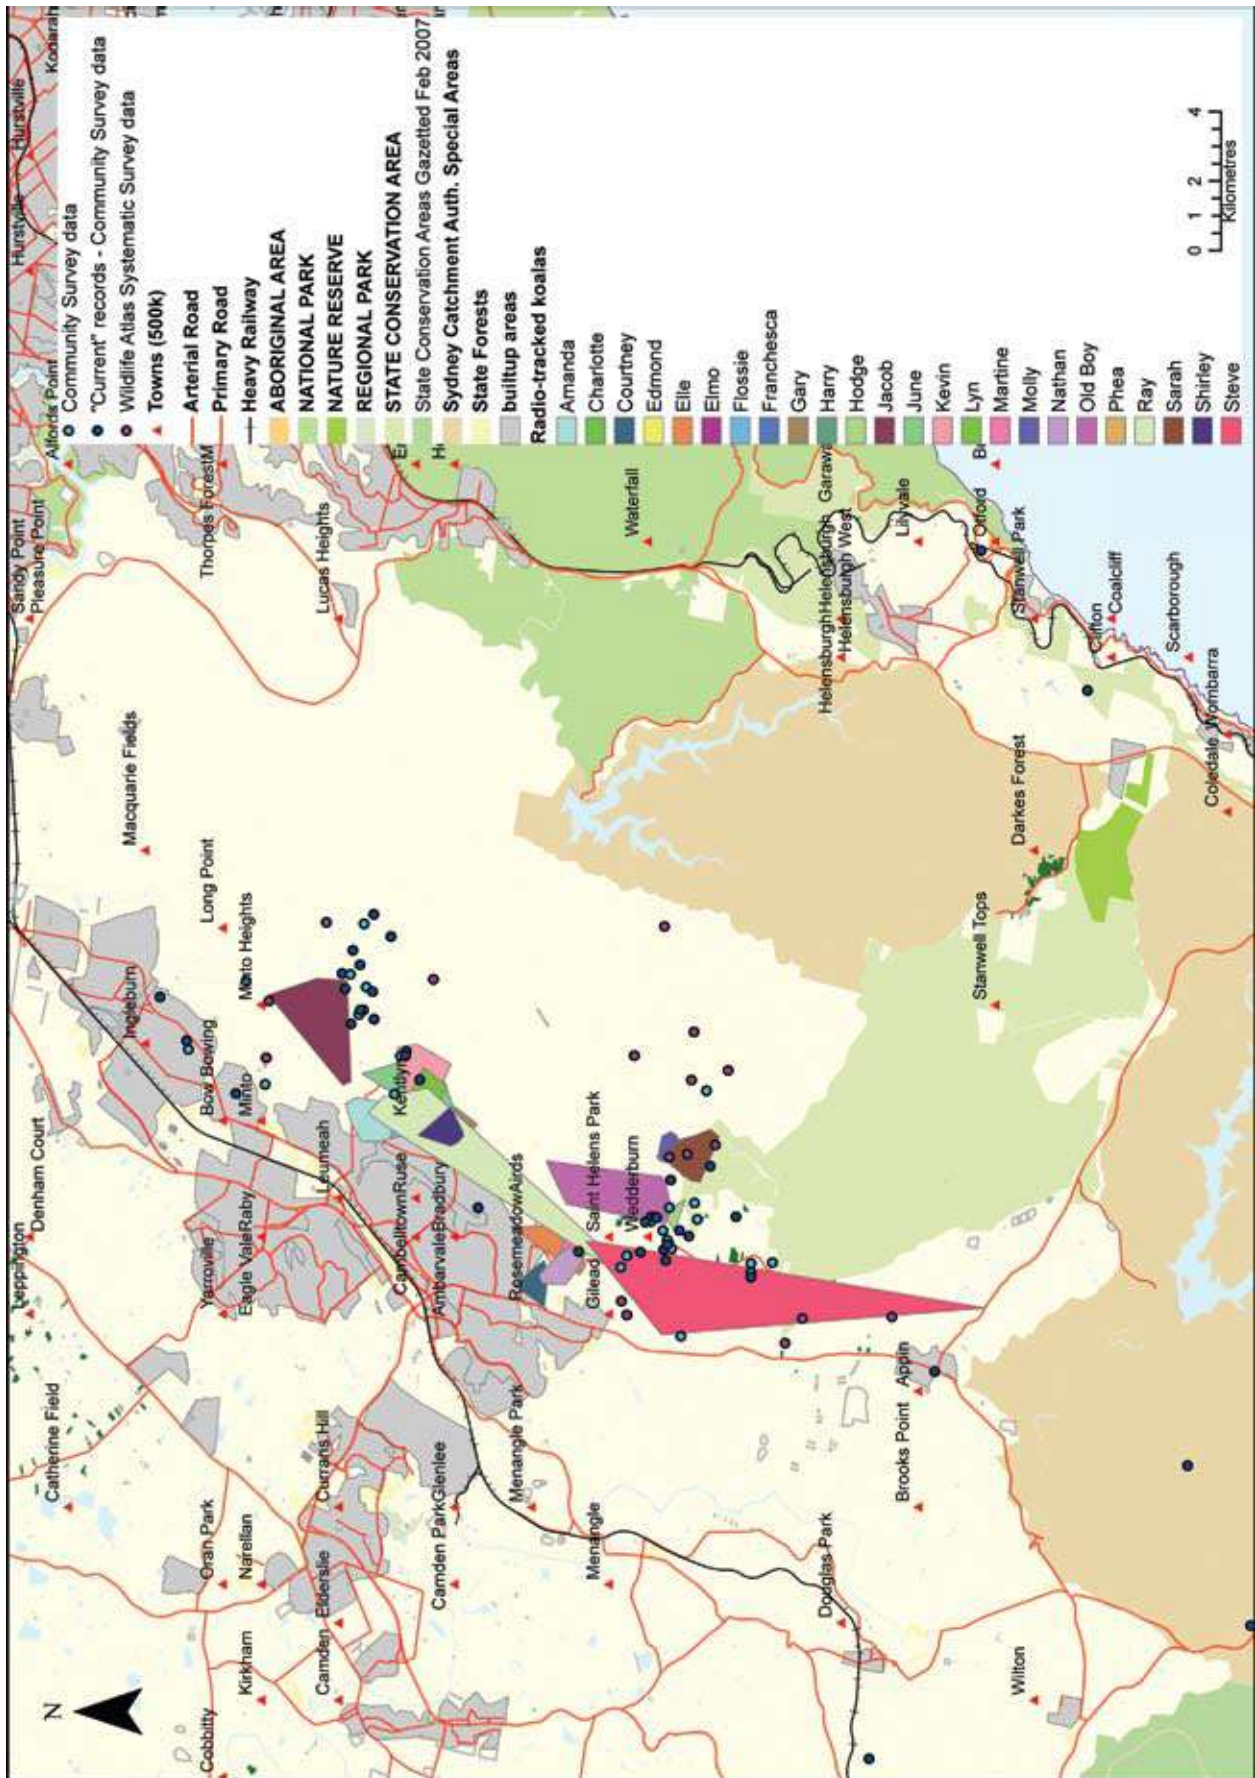 N
Cobbitty
Kirkham
Camden
Elderslie
Narellan
Oran Park
Currans Hill
Catherine Field
Leppington
Denham Court
Yarroville
Eagle Vale
Raby
Bow Bowing
Minto
Ingleburn
Leumeah
Campbelltown
Ruse
Ambarvale
Bradbury
Kentlyn
Minto Heights
Long Point
Macquarie Fields
Sandy Point
Pleasure Point
Alfords Point
Hurstville
Hurstville
Thorpes Forest
Lucas Heights
Camden Park
Glenlee
Menangle Park
Menangle
Rosemeadow
Airds
Gilead
Saint Helens Park
Wedderburn
Waterfall
Douglas Park
Brooks Point
Appin
Wilton
Stanwell Tops
Darkes Forest
Helensburgh
Helensburgh
Helensburgh West
Lilyvale
Otford
Stanwell Park
Clifton
Coalcliff
Scarborough
Wombarra
Coledale
Community Survey data
"Current" records - Community Survey data
Wildlife Atlas Systematic Survey data
Towns (500k)
Arterial Road
Primary Road
Heavy Railway
ABORIGINAL AREA
NATIONAL PARK
NATURE RESERVE
REGIONAL PARK
STATE CONSERVATION AREA
State Conservation Areas Gazetted Feb 2007
Sydney Catchment Auth. Special Areas
State Forests
builtup areas
Radio-tracked koalas
Amanda
Charlotte
Courtney
Edmond
Elle
Elmo
Flossie
Franchesca
Gary
Harry
Hodge
Jacob
June
Kevin
Lyn
Martine
Molly
Nathan
Old Boy
Phea
Ray
Sarah
Shirley
Steve
0 1 2 4
Kilometres